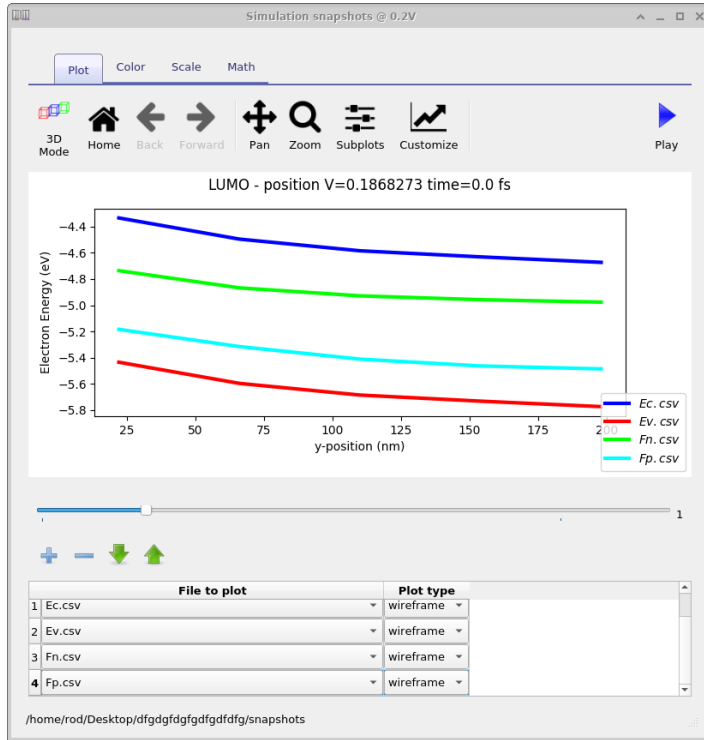 Simulation snapshots @ 0.2V
Plot Color Scale Math
3D Mode Home Back Forward Pan Zoom Subplots Customize Play
LUMO - position V=0.1868273 time=0.0 fs
Electron Energy (eV)
−4.4
−4.6
−4.8
−5.0
−5.2
−5.4
−5.6
−5.8
25 50 75 100 125 150 175 200
y-position (nm)
Ec.csv
Ev.csv
Fn.csv
Fp.csv
1
File to plot Plot type
1 Ec.csv wireframe
2 Ev.csv wireframe
3 Fn.csv wireframe
4 Fp.csv wireframe
/home/rod/Desktop/dfgdgfdgfgdfgdfdfg/snapshots